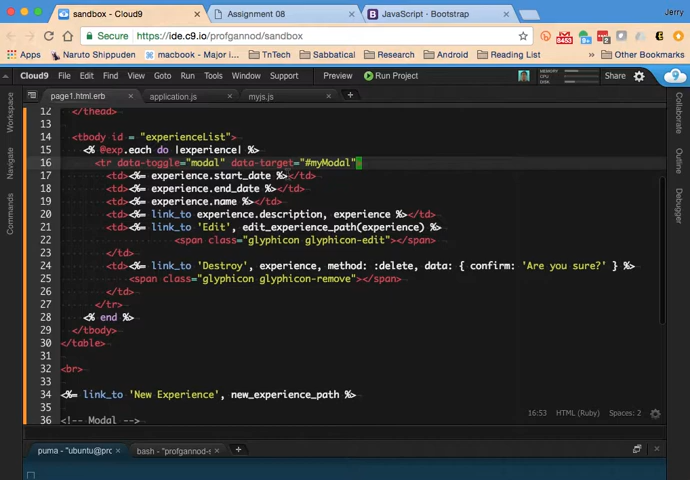 sandbox - Cloud9 Assignment 08 JavaScript · Bootstrap Jerry
Secure https://ide.c9.io/profgannod/sandbox
8453
Apps Naruto Shippuden macbook - Major i... TnTech Sabbatical Research Android Reading List Other Bookmarks
Cloud9 File Edit Find View Goto Run Tools Window Support Preview Run Project MEMORY Share
page1.html.erb application.js myjs.js
Workspace
Navigate
Commands
Collaborate
Outline
Debugger
12 </thead>
13
14 <tbody id = "experienceList">
15 <% @exp.each do |experience| %>
16 <tr data-toggle="modal" data-target="#myModal">
17 <td><%= experience.start_date %></td>
18 <td><%= experience.end_date %></td>
19 <td><%= experience.name %></td>
20 <td><%= link_to experience.description, experience %></td>
21 <td><%= link_to 'Edit', edit_experience_path(experience) %>
22 <span class="glyphicon glyphicon-edit"></span>
23 </td>
24 <td><%= link_to 'Destroy', experience, method: :delete, data: { confirm: 'Are you sure?' } %>
25 <span class="glyphicon glyphicon-remove"></span>
26 </td>
27 </tr>
28 <% end %>
29 </tbody>
30 </table>
31
32 <br>
33
34 <%= link_to 'New Experience', new_experience_path %>
35
36 <!-- Modal -->
16:53 HTML (Ruby) Spaces: 2
puma - "ubuntu@pro bash - "profgannod-s